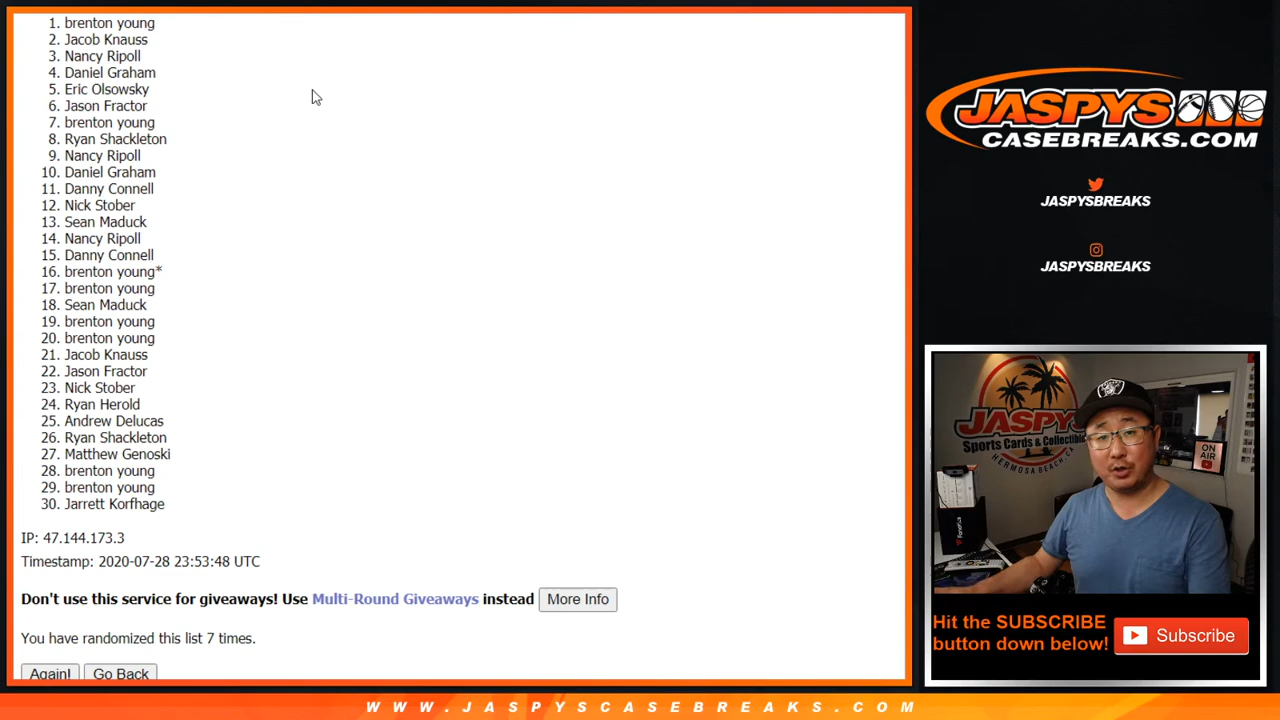 1. brenton young
2. Jacob Knauss
3. Nancy Ripoll
4. Daniel Graham
5. Eric Olsowsky
6. Jason Fractor
7. brenton young
8. Ryan Shackleton
9. Nancy Ripoll
10. Daniel Graham
11. Danny Connell
12. Nick Stober
13. Sean Maduck
14. Nancy Ripoll
15. Danny Connell
16. brenton young*
17. brenton young
18. Sean Maduck
19. brenton young
20. brenton young
21. Jacob Knauss
22. Jason Fractor
23. Nick Stober
24. Ryan Herold
25. Andrew Delucas
26. Ryan Shackleton
27. Matthew Genoski
28. brenton young
29. brenton young
30. Jarrett Korfhage
IP: 47.144.173.3
Timestamp: 2020-07-28 23:53:48 UTC
Don't use this service for giveaways! Use Multi-Round Giveaways instead More Info
You have randomized this list 7 times.
Again! Go Back
JASPYS
CASEBREAKS.COM
JASPYSBREAKS
JASPYSBREAKS
JASPYS
Sports Cards & Collectibles
HERMOSA BEACH, CA
ON AIR
Hit the SUBSCRIBE
button down below!
Subscribe
WWW.JASPYSCASEBREAKS.COM